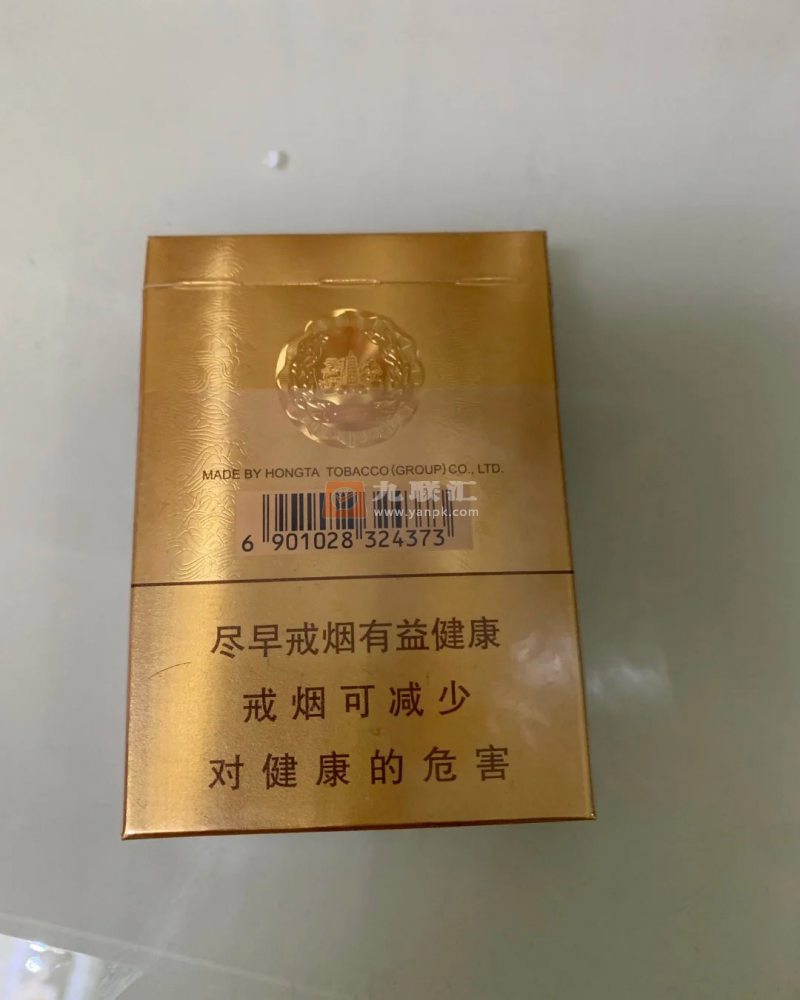 MADE BY HONGTA TOBACCO (GROUP) CO., LTD.
九联汇
www.yanpk.com
6 901028 324373
尽早戒烟有益健康
戒烟可减少
对健康的危害